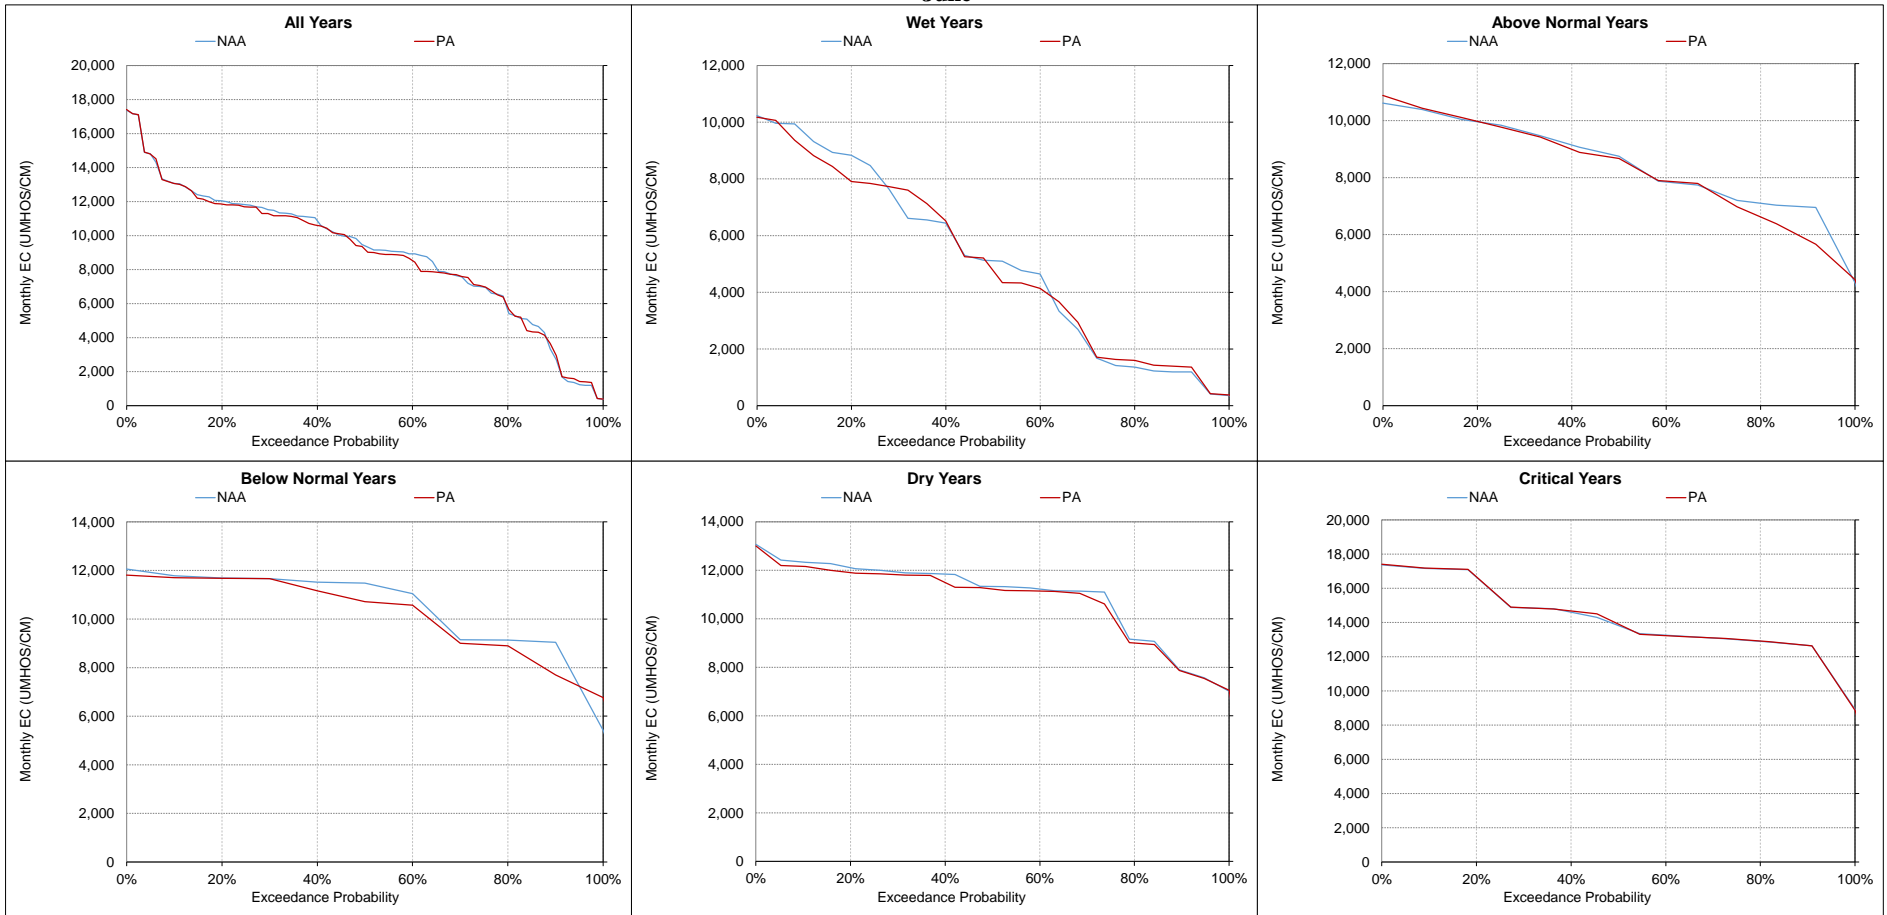 All Years
NAA PA
20,000
18,000
16,000
14,000
12,000
10,000
8,000
6,000
4,000
2,000
0
0% 20% 40% 60% 80% 100%
Exceedance Probability
Monthly EC (UMHOS/CM)
Wet Years
NAA PA
12,000
10,000
8,000
6,000
4,000
2,000
0
0% 20% 40% 60% 80% 100%
Exceedance Probability
Monthly EC (UMHOS/CM)
Above Normal Years
NAA PA
12,000
10,000
8,000
6,000
4,000
2,000
0
0% 20% 40% 60% 80% 100%
Exceedance Probability
Monthly EC (UMHOS/CM)
Below Normal Years
NAA PA
14,000
12,000
10,000
8,000
6,000
4,000
2,000
0
0% 20% 40% 60% 80% 100%
Exceedance Probability
Monthly EC (UMHOS/CM)
Dry Years
NAA PA
14,000
12,000
10,000
8,000
6,000
4,000
2,000
0
0% 20% 40% 60% 80% 100%
Exceedance Probability
Monthly EC (UMHOS/CM)
Critical Years
NAA PA
20,000
18,000
16,000
14,000
12,000
10,000
8,000
6,000
4,000
2,000
0
0% 20% 40% 60% 80% 100%
Exceedance Probability
Monthly EC (UMHOS/CM)